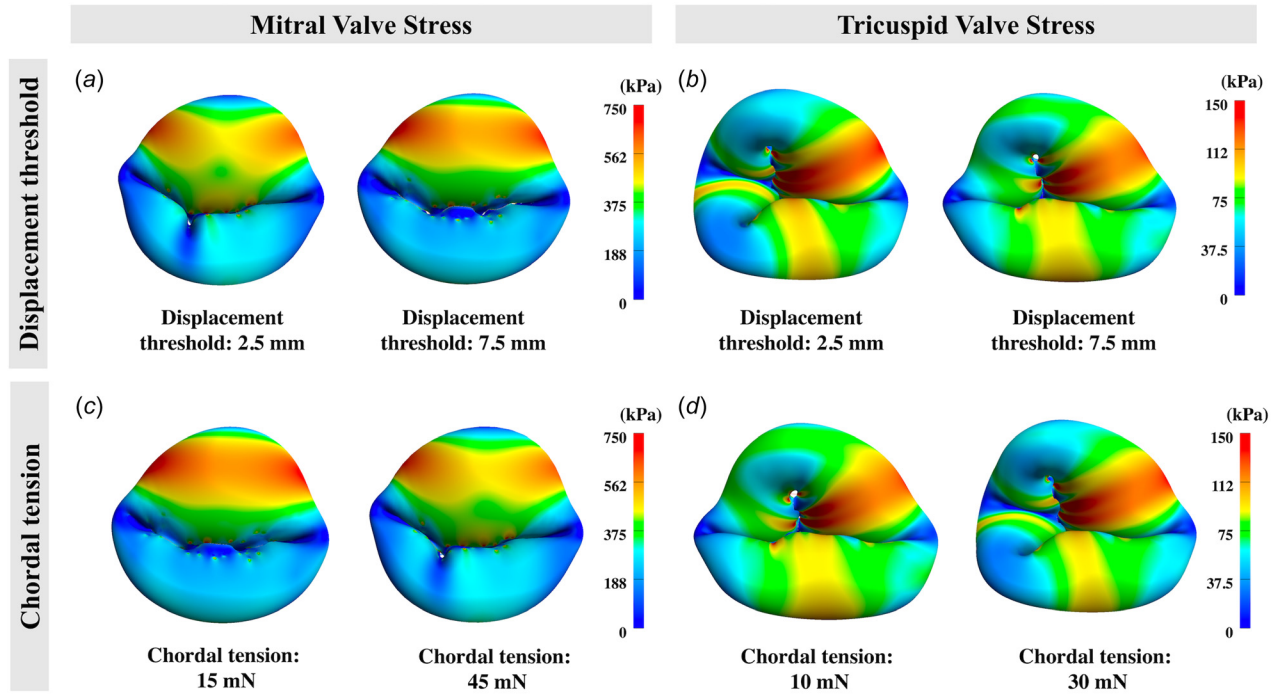 Mitral Valve Stress
Tricuspid Valve Stress
Displacement threshold
(a)
(kPa)
750
562
375
188
0
Displacement
threshold: 2.5 mm
Displacement
threshold: 7.5 mm
(b)
(kPa)
150
112
75
37.5
0
Displacement
threshold: 2.5 mm
Displacement
threshold: 7.5 mm
Chordal tension
(c)
(kPa)
750
562
375
188
0
Chordal tension:
15 mN
Chordal tension:
45 mN
(d)
(kPa)
150
112
75
37.5
0
Chordal tension:
10 mN
Chordal tension:
30 mN